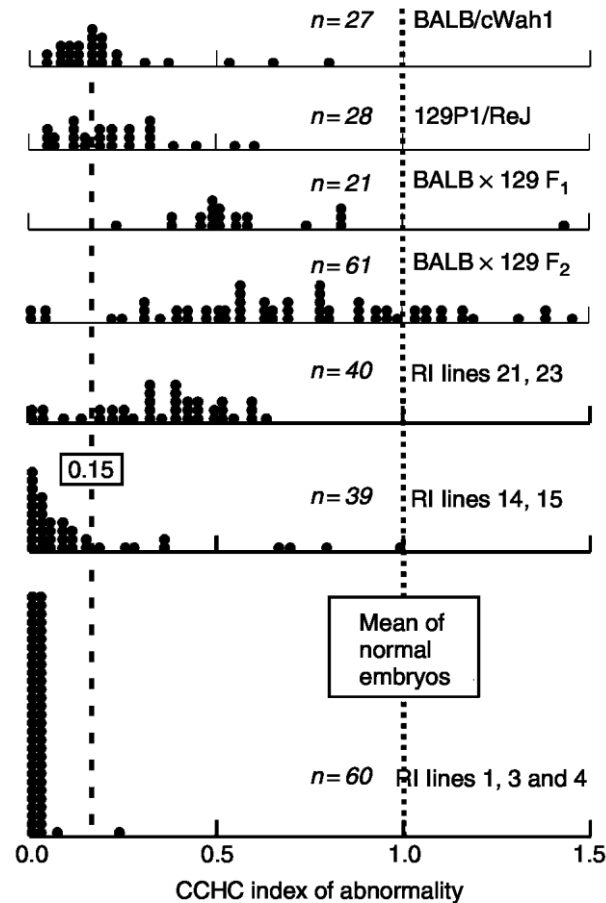 n=27 BALB/cWah1
n=28 129P1/ReJ
n=21 BALB × 129 F₁
n=61 BALB × 129 F₂
n=40 RI lines 21, 23
0.15
n=39 RI lines 14, 15
Mean of
normal
embryos
n=60 RI lines 1, 3 and 4
0.0 0.5 1.0 1.5
CCHC index of abnormality